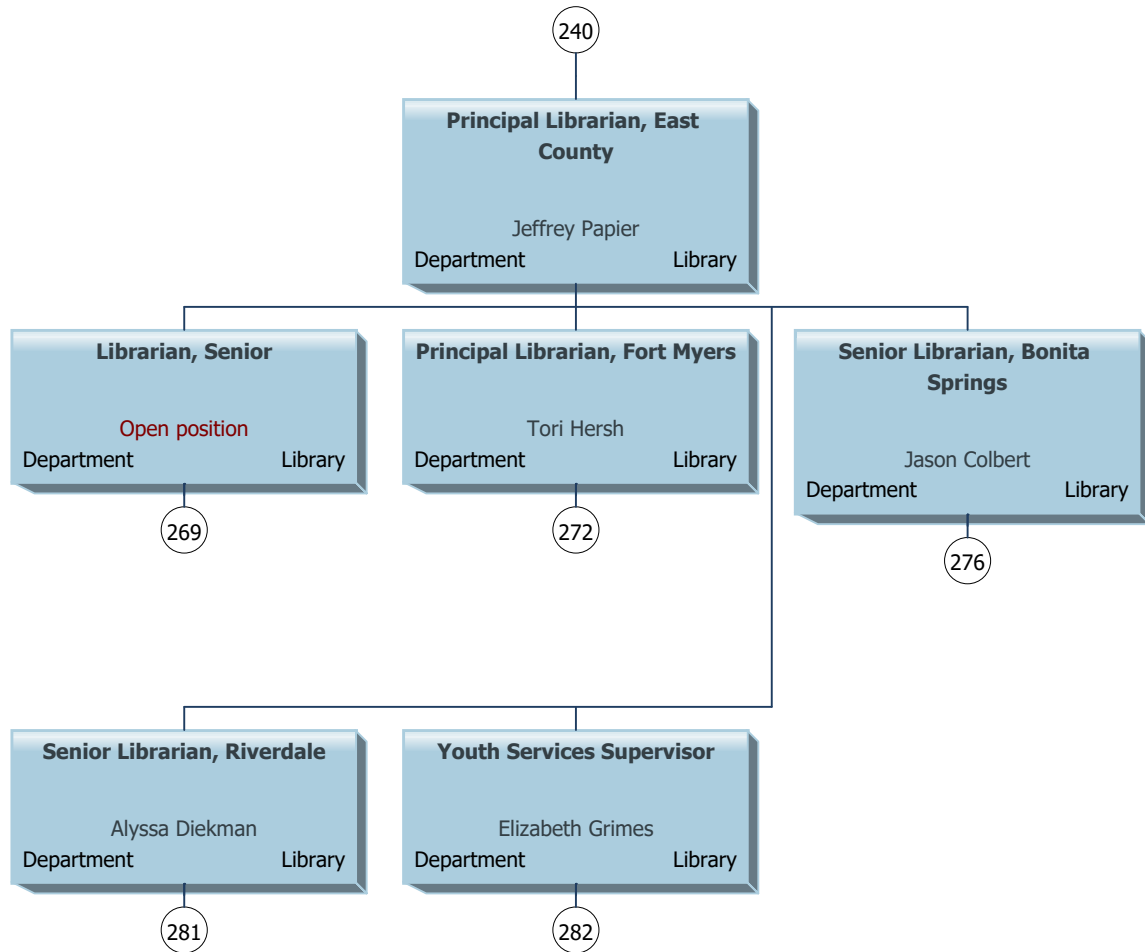 240
Principal Librarian, East
County
Jeffrey Papier
Department Library
Librarian, Senior
Open position
Department Library
269
Principal Librarian, Fort Myers
Tori Hersh
Department Library
272
Senior Librarian, Bonita
Springs
Jason Colbert
Department Library
276
Senior Librarian, Riverdale
Alyssa Diekman
Department Library
281
Youth Services Supervisor
Elizabeth Grimes
Department Library
282